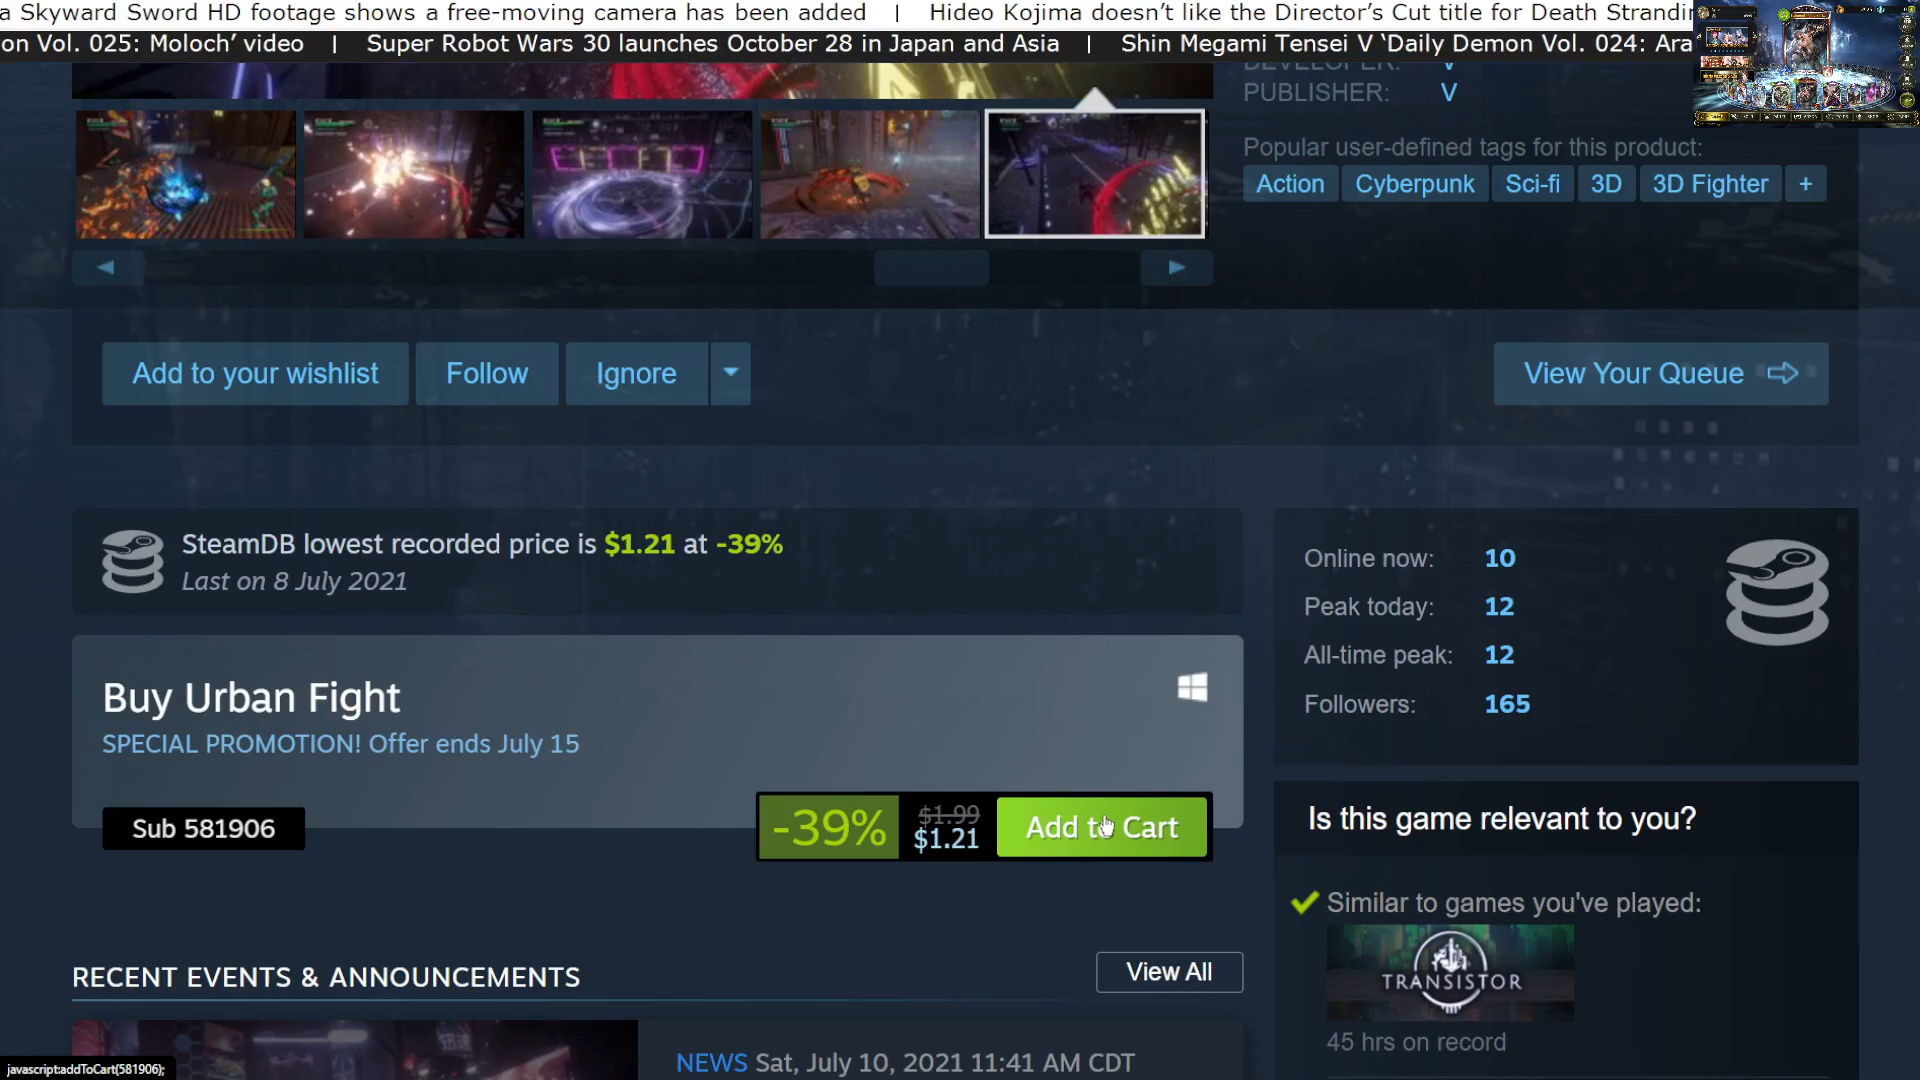 a Skyward Sword HD footage shows a free-moving camera has been added | Hideo Kojima doesn't like the Director's Cut title for Death Strandin
on Vol. 025: Moloch' video | Super Robot Wars 30 launches October 28 in Japan and Asia | Shin Megami Tensei V 'Daily Demon Vol. 024: Ara
DEVELOPER: V
PUBLISHER: V
Popular user-defined tags for this product:
Action Cyberpunk Sci-fi 3D 3D Fighter +
Add to your wishlist Follow Ignore View Your Queue
SteamDB lowest recorded price is $1.21 at -39%
Last on 8 July 2021
Online now: 10
Peak today: 12
All-time peak: 12
Followers: 165
Buy Urban Fight
SPECIAL PROMOTION! Offer ends July 15
Sub 581906
-39% $1.99 $1.21 Add to Cart
Is this game relevant to you?
Similar to games you've played:
TRANSISTOR
45 hrs on record
RECENT EVENTS & ANNOUNCEMENTS View All
NEWS Sat, July 10, 2021 11:41 AM CDT
javascript:addToCart(581906);